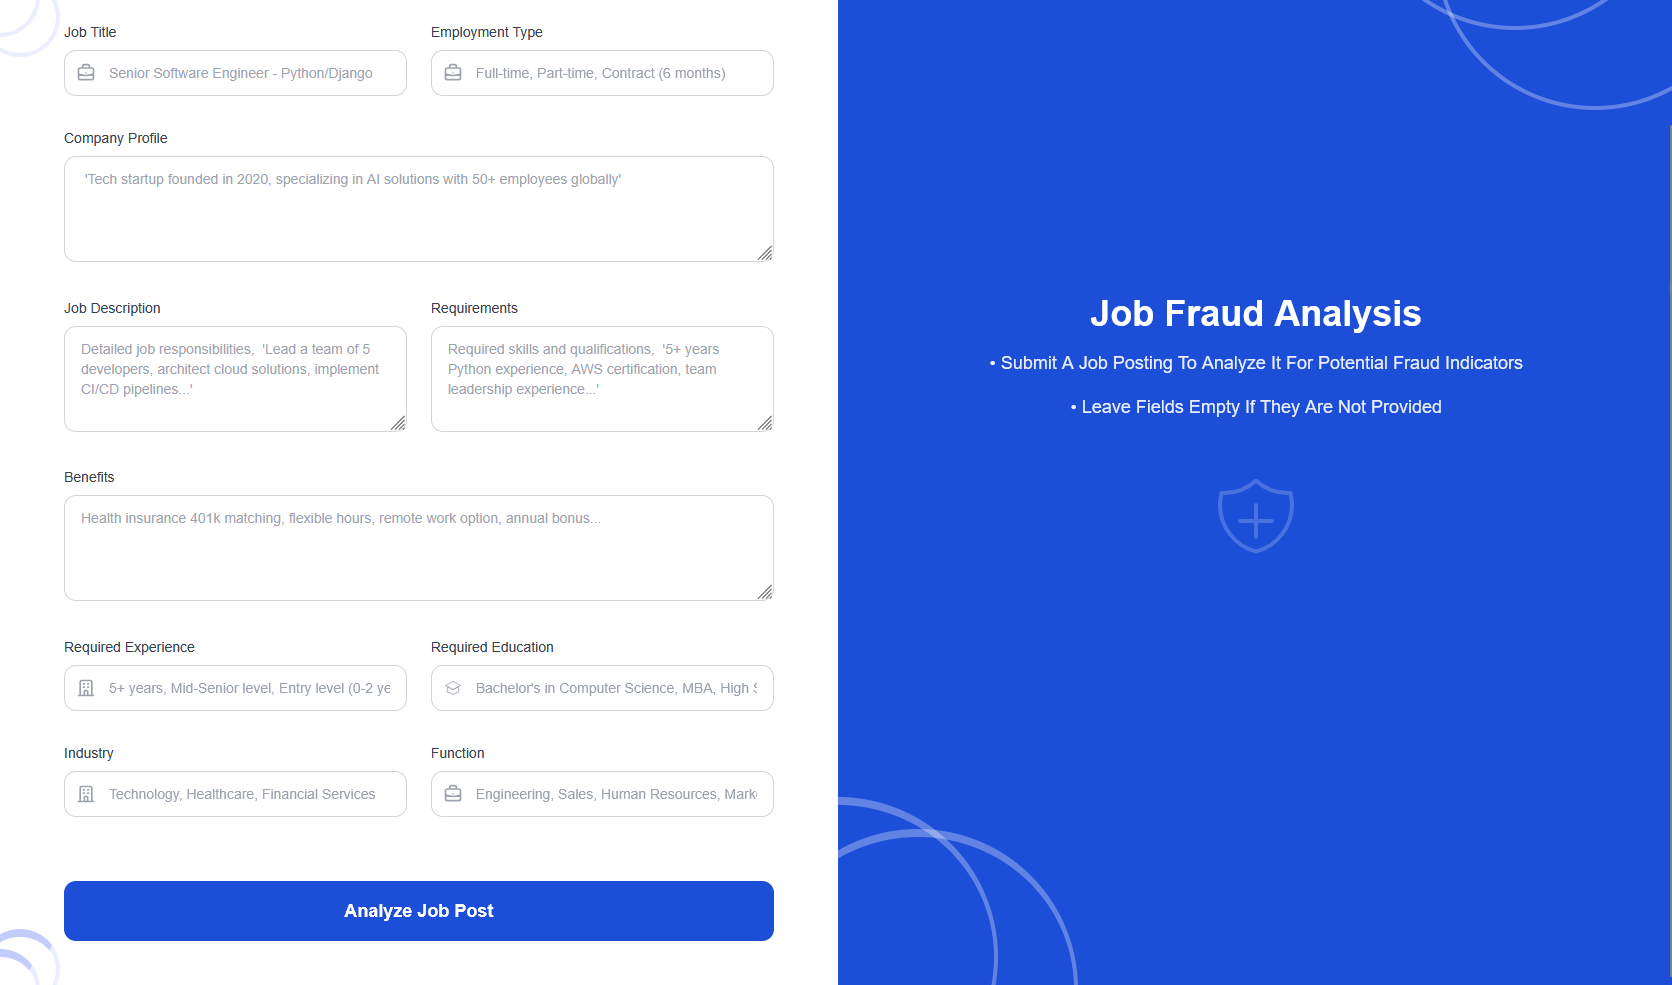 Job Title
Employment Type
Senior Software Engineer - Python/Django
Full-time, Part-time, Contract (6 months)
Company Profile
'Tech startup founded in 2020, specializing in AI solutions with 50+ employees globally'
Job Description
Requirements
Detailed job responsibilities, 'Lead a team of 5
developers, architect cloud solutions, implement
CI/CD pipelines...'
Required skills and qualifications, '5+ years
Python experience, AWS certification, team
leadership experience...'
Benefits
Health insurance 401k matching, flexible hours, remote work option, annual bonus...
Required Experience
Required Education
5+ years, Mid-Senior level, Entry level (0-2 ye
Bachelor's in Computer Science, MBA, High S
Industry
Function
Technology, Healthcare, Financial Services
Engineering, Sales, Human Resources, Mark
Analyze Job Post
Job Fraud Analysis
• Submit A Job Posting To Analyze It For Potential Fraud Indicators
• Leave Fields Empty If They Are Not Provided